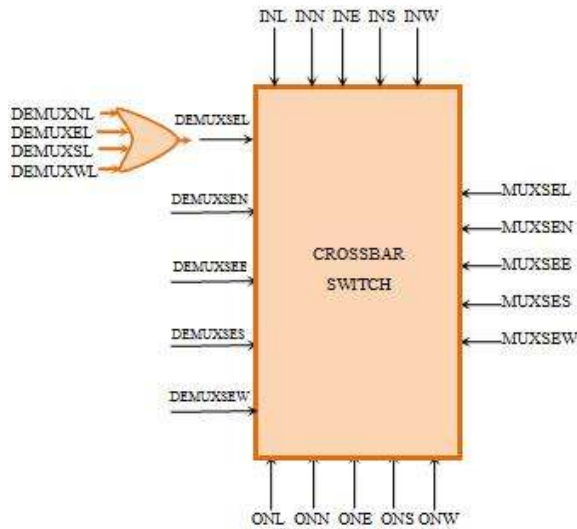 INL INN INE INS INW
DEMUXNL
DEMUXEL
DEMUXSL
DEMUXWL
DEMUXSEL
DEMUXSEN
DEMUXSEE
DEMUXSES
DEMUXSEW
CROSSBAR
SWITCH
MUXSEL
MUXSEN
MUXSEE
MUXSES
MUXSEW
ONL ONN ONE ONS ONW